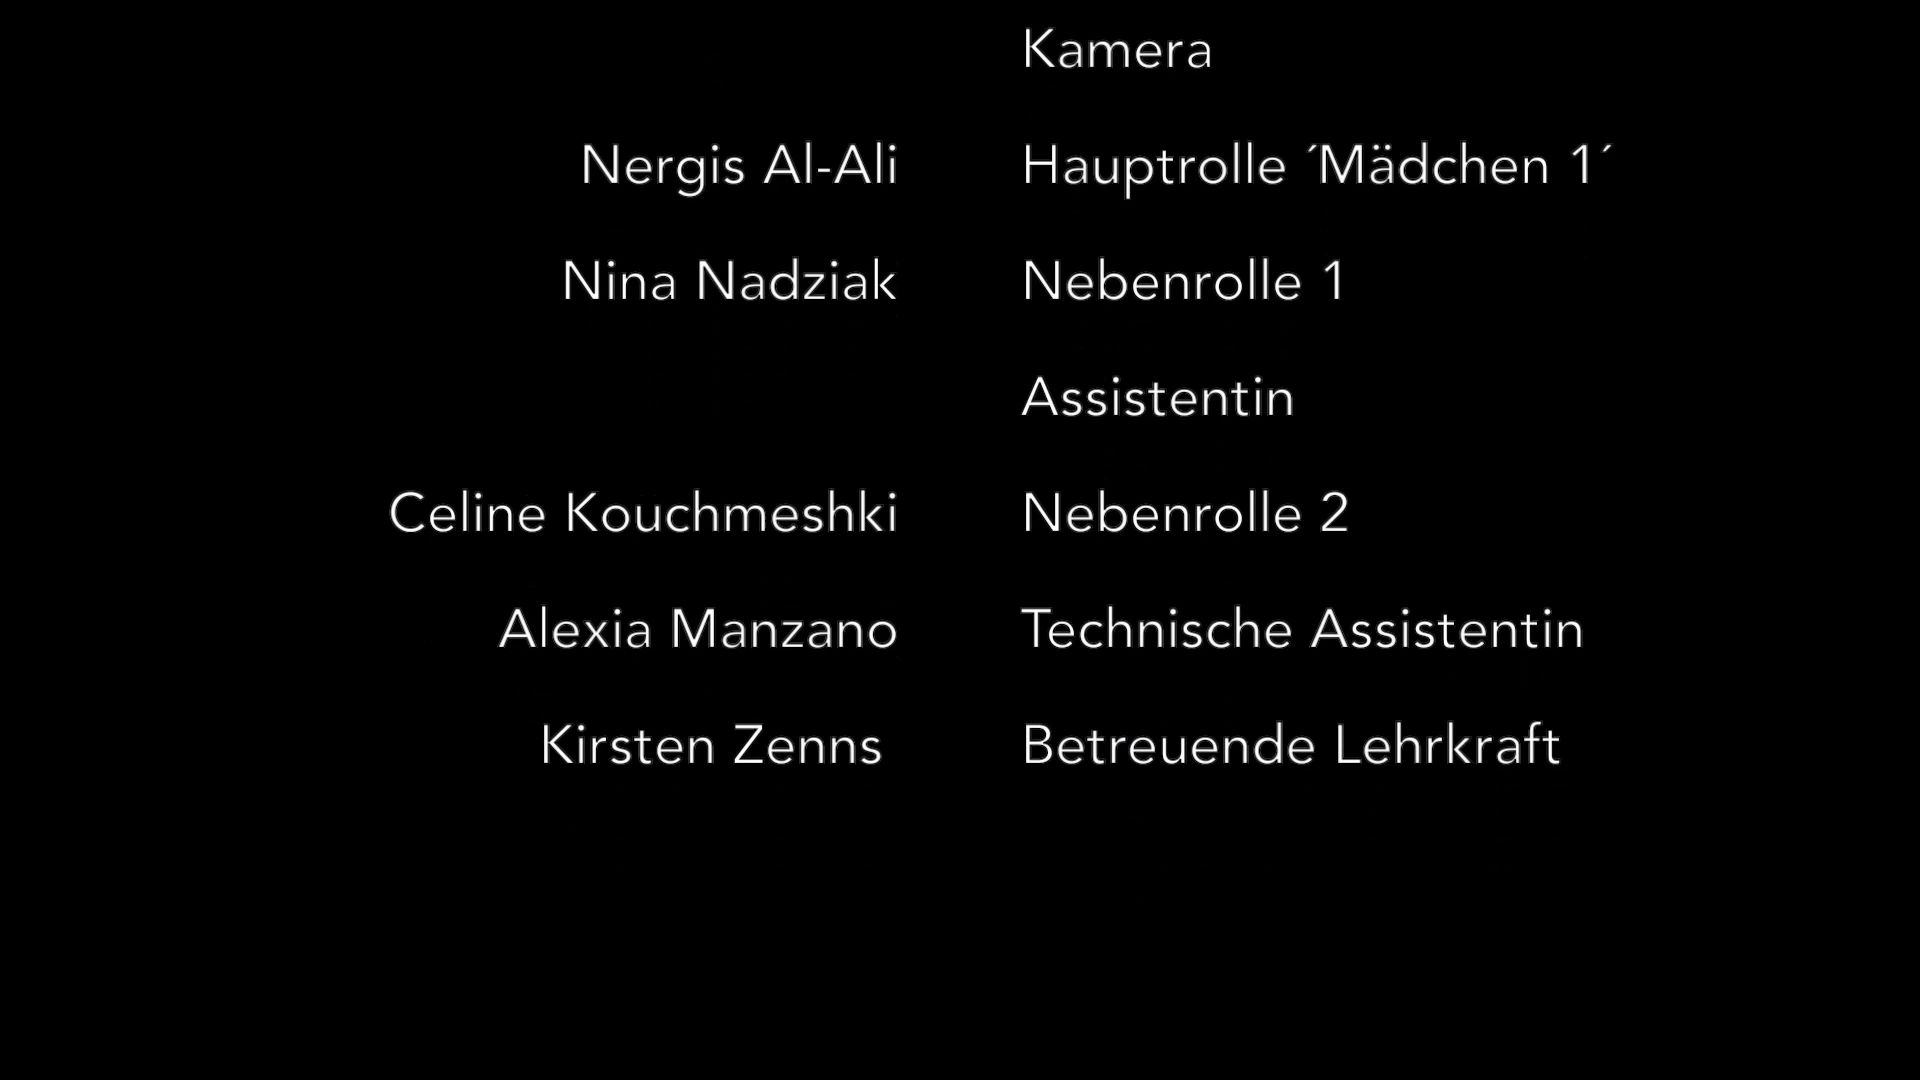 Kamera
Nergis Al-Ali Hauptrolle ´Mädchen 1´
Nina Nadziak Nebenrolle 1
Assistentin
Celine Kouchmeshki Nebenrolle 2
Alexia Manzano Technische Assistentin
Kirsten Zenns Betreuende Lehrkraft